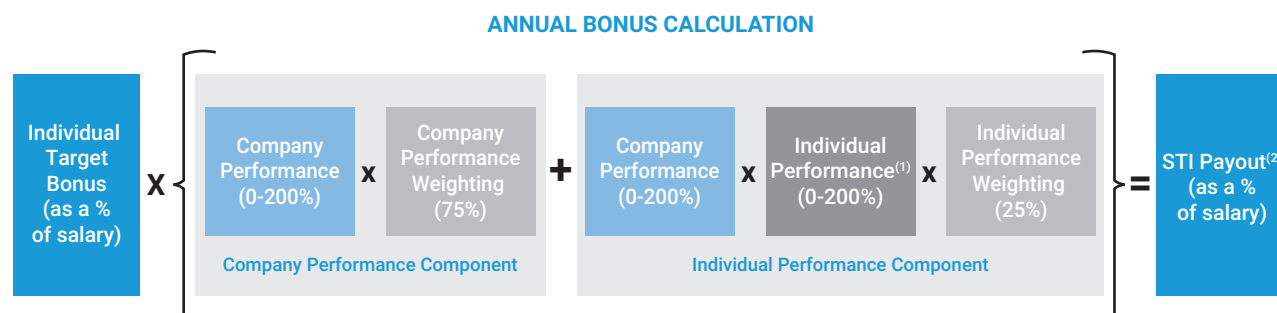 ANNUAL BONUS CALCULATION
Individual
Target
Bonus
(as a %
of salary)
X
{
Company
Performance
(0-200%)
x
Company
Performance
Weighting
(75%)
Company Performance Component
+
Company
Performance
(0-200%)
x
Individual
Performance(1)
(0-200%)
x
Individual
Performance
Weighting
(25%)
Individual Performance Component
}
=
STI Payout(2
(as a %
of salary)